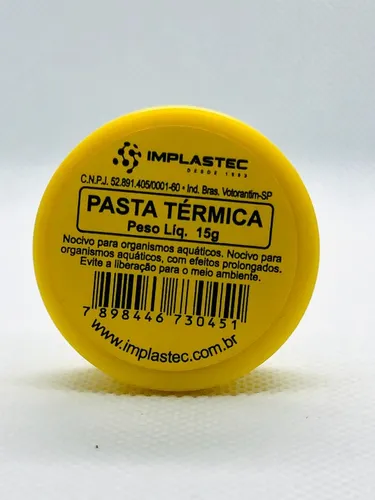 IMPLASTEC
DESDE 1983
C.N.P.J. 52.891.405/0001-60 • Ind. Bras. Votorantim-SP
PASTA TÉRMICA
Peso Líq. 15g
Nocivo para organismos aquáticos. Nocivo para
organismos aquáticos, com efeitos prolongados.
Evite a liberação para o meio ambiente.
7 898446 730451
www.implastec.com.br